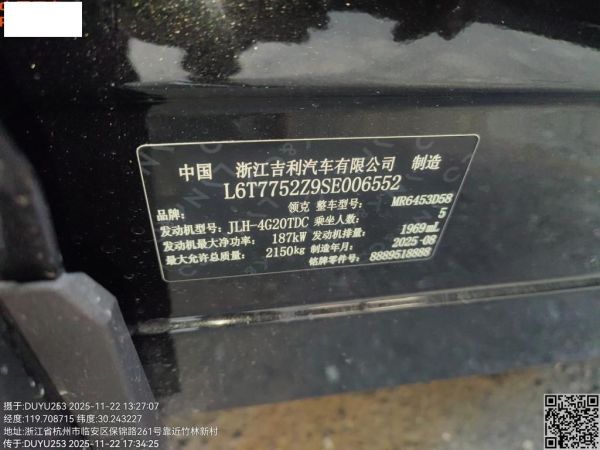 中国 浙江吉利汽车有限公司 制造
L6T7752Z9SE006552
品牌: 领克 整车型号: MR6453D58
发动机型号: JLH-4G20TDC 乘坐人数: 5
发动机最大净功率: 187kW 发动机排量: 1969mL
最大允许总质量: 2150kg 制造年月: 2025-08
铭牌零件号: 8889518888
摄于:DUYU253 2025-11-22 13:27:07
经度:119.708715 纬度:30.243227
地址:浙江省杭州市临安区保锦路261号靠近竹林新村
传于:DUYU253 2025-11-22 17:34:25